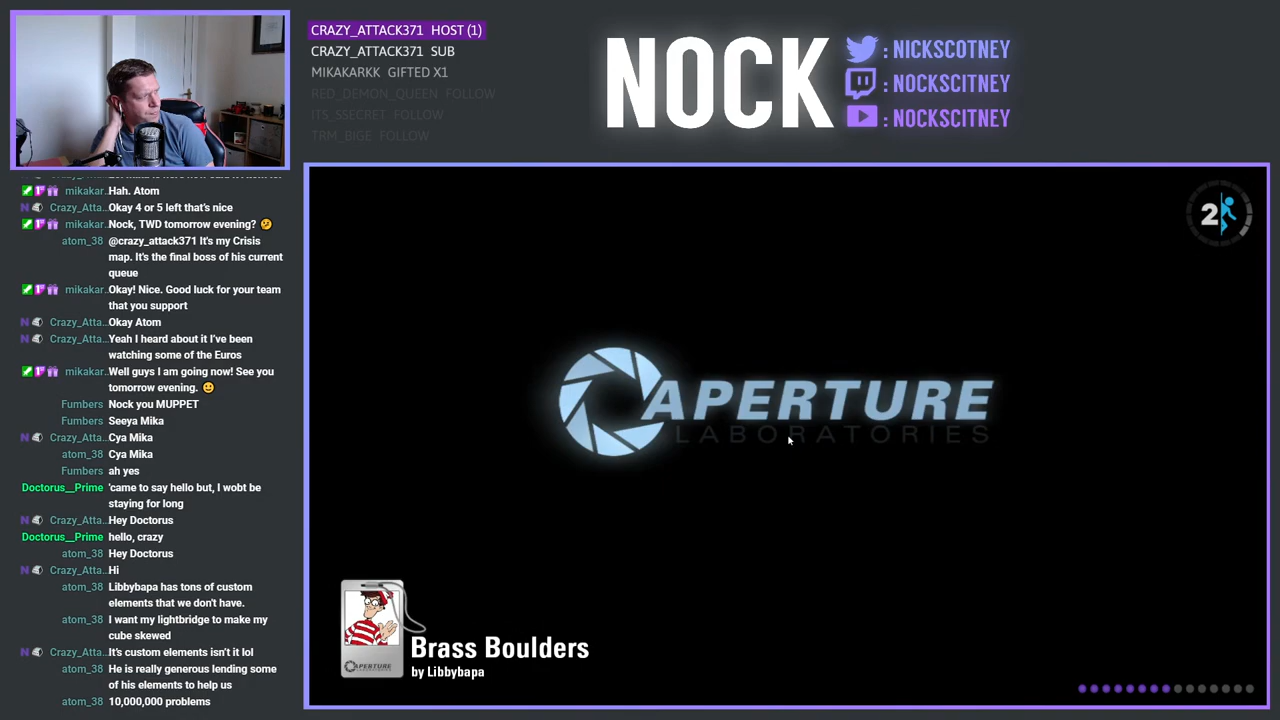 CRAZY_ATTACK371 HOST (1)
CRAZY_ATTACK371 SUB
MIKAKARKK GIFTED X1
RED_DEMON_QUEEN FOLLOW
ITS_SSECRET FOLLOW
TRM_BIGE FOLLOW
NOCK
: NICKSCOTNEY
: NOCKSCITNEY
: NOCKSCITNEY
mikakar.. Hah. Atom
Crazy_Atta.. Okay 4 or 5 left that's nice
mikakar.. Nock, TWD tomorrow evening? 🤔
atom_38 @crazy_attack371 It's my Crisis
map. It's the final boss of his current
queue
mikakar.. Okay! Nice. Good luck for your team
that you support
Crazy_Atta.. Okay Atom
Crazy_Atta.. Yeah I heard about it I've been
watching some of the Euros
mikakar.. Well guys I am going now! See you
tomorrow evening. 😃
Fumbers Nock you MUPPET
Fumbers Seeya Mika
Crazy_Atta.. Cya Mika
atom_38 Cya Mika
Fumbers ah yes
Doctorus__Prime 'came to say hello but, I wobt be
staying for long
Crazy_Atta.. Hey Doctorus
Doctorus__Prime hello, crazy
atom_38 Hey Doctorus
Crazy_Atta.. Hi
atom_38 Libbybapa has tons of custom
elements that we don't have.
atom_38 I want my lightbridge to make my
cube skewed
Crazy_Atta.. It's custom elements isn't it lol
atom_38 He is really generous lending some
of his elements to help us
atom_38 10,000,000 problems
2
APERTURE
LABORATORIES
APERTURE
Brass Boulders
by Libbybapa